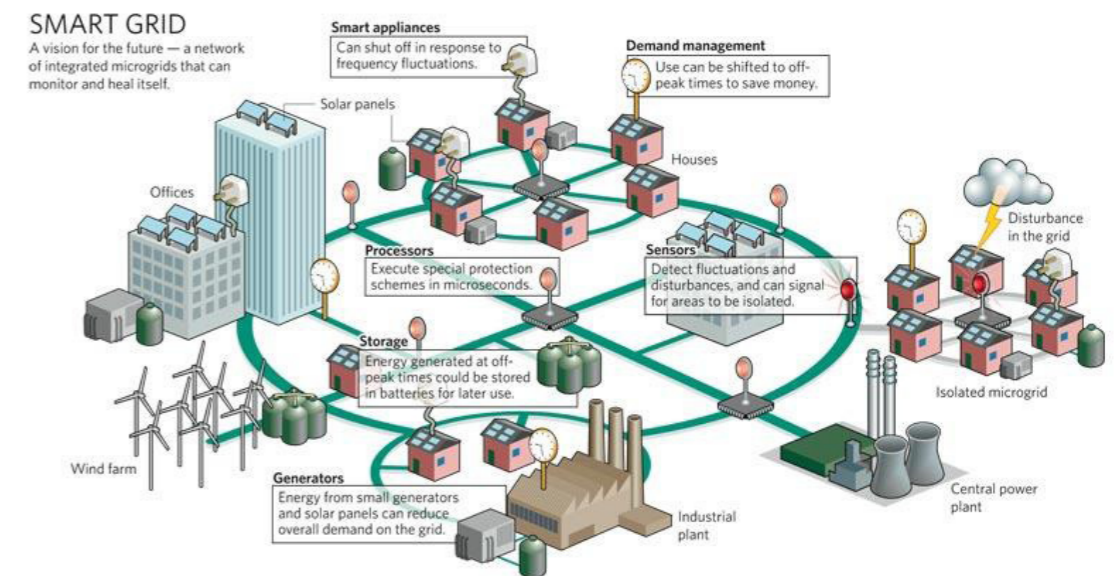 SMART GRID
A vision for the future — a network
of integrated microgrids that can
monitor and heal itself.
Smart appliances
Can shut off in response to
frequency fluctuations.
Demand management
Use can be shifted to off-
peak times to save money.
Solar panels
Houses
Offices
Disturbance
in the grid
Processors
Execute special protection
schemes in microseconds.
Sensors
Detect fluctuations and
disturbances, and can signal
for areas to be isolated.
Storage
Energy generated at off-
peak times could be stored
in batteries for later use.
Isolated microgrid
Wind farm
Generators
Energy from small generators
and solar panels can reduce
overall demand on the grid.
Industrial
plant
Central power
plant